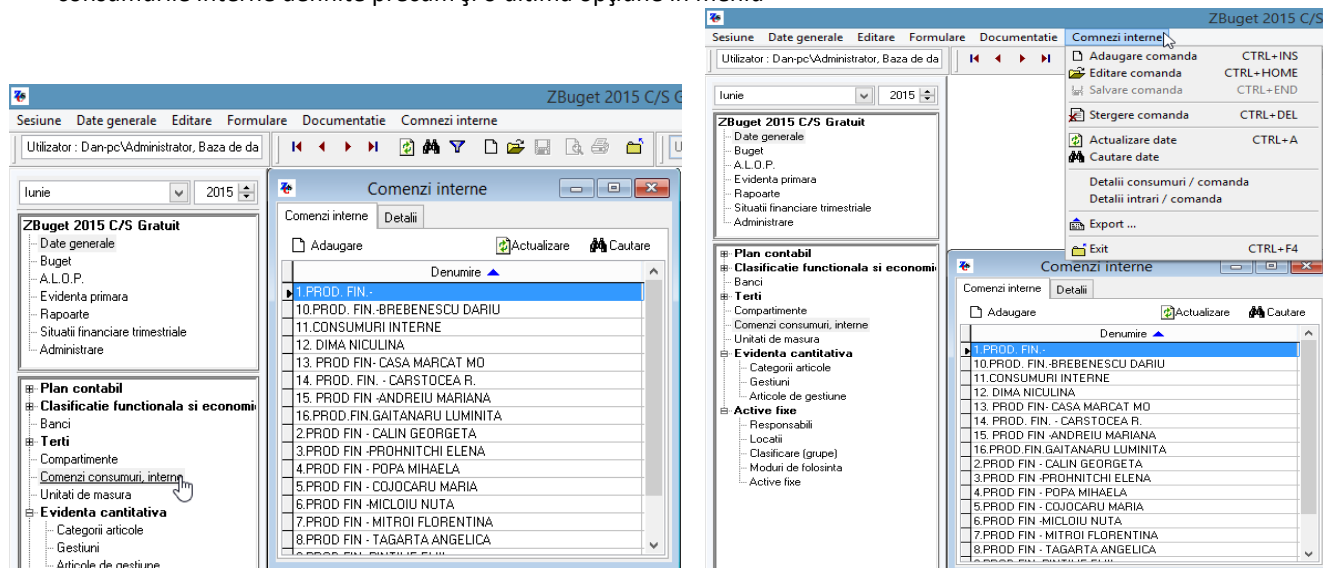 consumurile interne definite precum și o ultima opțiune în meniu
ZBuget 2015 C/S G
Sesiune Date generale Editare Formulare Documentatie Comnezi interne
Utilizator : Dan-pc\Administrator, Baza de da
Iunie 2015
ZBuget 2015 C/S Gratuit
Date generale
Buget
A.L.O.P.
Evidenta primara
Rapoarte
Situatii financiare trimestriale
Administrare
Plan contabil
Clasificatie functionala si economi
Banci
Terti
Compartimente
Comenzi consumuri, interne
Unitati de masura
Evidenta cantitativa
Categorii articole
Gestiuni
Articole de gestiune
Comenzi interne
Comenzi interne Detalii
Adaugare Actualizare Cautare
Denumire
1.PROD. FIN.-
10.PROD. FIN.-BREBENESCU DARIU
11.CONSUMURI INTERNE
12. DIMA NICULINA
13. PROD FIN- CASA MARCAT MO
14. PROD. FIN. - CARSTOCEA R.
15. PROD FIN -ANDREIU MARIANA
16.PROD.FIN.GAITANARU LUMINITA
2.PROD FIN - CALIN GEORGETA
3.PROD FIN -PROHNITCHI ELENA
4.PROD FIN - POPA MIHAELA
5.PROD FIN - COJOCARU MARIA
6.PROD FIN -MICLOIU NUTA
7.PROD FIN - MITROI FLORENTINA
8.PROD FIN - TAGARTA ANGELICA
ZBuget 2015 C/S
Sesiune Date generale Editare Formulare Documentatie Comnezi interne
Utilizator : Dan-pc\Administrator, Baza de da
Adaugare comanda CTRL+INS
Editare comanda CTRL+HOME
Salvare comanda CTRL+END
Stergere comanda CTRL+DEL
Actualizare date CTRL+A
Cautare date
Detalii consumuri / comanda
Detalii intrari / comanda
Export ...
Exit CTRL+F4
Iunie 2015
ZBuget 2015 C/S Gratuit
Date generale
Buget
A.L.O.P.
Evidenta primara
Rapoarte
Situatii financiare trimestriale
Administrare
Plan contabil
Clasificatie functionala si economi
Banci
Terti
Compartimente
Comenzi consumuri, interne
Unitati de masura
Evidenta cantitativa
Categorii articole
Gestiuni
Articole de gestiune
Active fixe
Responsabili
Locatii
Clasificare (grupe)
Moduri de folosinta
Active fixe
Comenzi interne
Comenzi interne Detalii
Adaugare Actualizare Cautare
Denumire
1.PROD. FIN.-
10.PROD. FIN.-BREBENESCU DARIU
11.CONSUMURI INTERNE
12. DIMA NICULINA
13. PROD FIN- CASA MARCAT MO
14. PROD. FIN. - CARSTOCEA R.
15. PROD FIN -ANDREIU MARIANA
16.PROD.FIN.GAITANARU LUMINITA
2.PROD FIN - CALIN GEORGETA
3.PROD FIN -PROHNITCHI ELENA
4.PROD FIN - POPA MIHAELA
5.PROD FIN - COJOCARU MARIA
6.PROD FIN -MICLOIU NUTA
7.PROD FIN - MITROI FLORENTINA
8.PROD FIN - TAGARTA ANGELICA